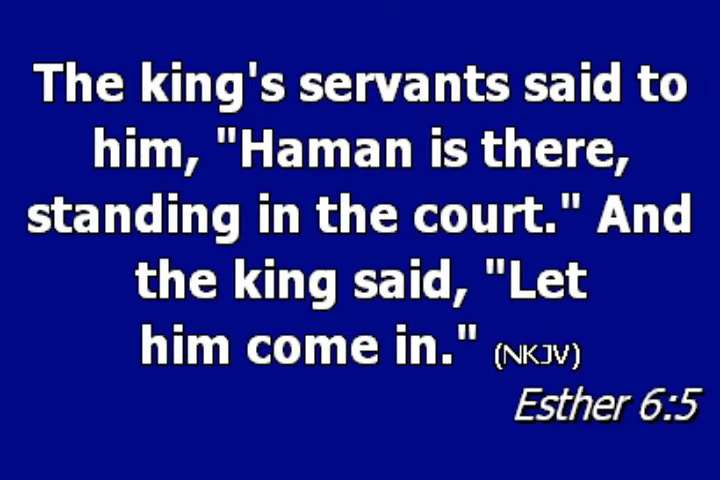 The king's servants said to
him, "Haman is there,
standing in the court." And
the king said, "Let
him come in." (NKJV)
Esther 6:5